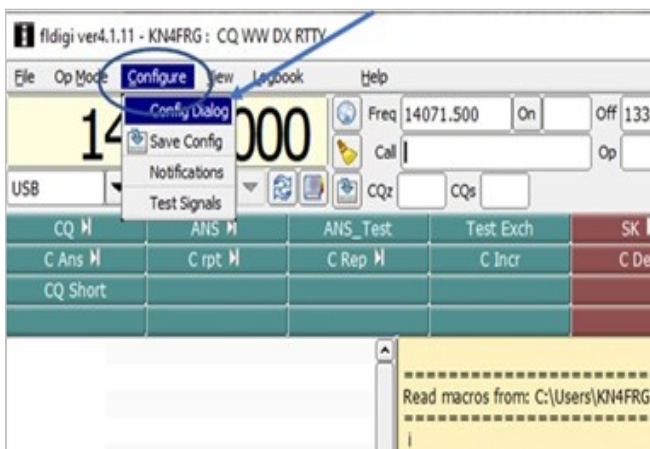 fldigi ver4.1.11 - KN4FRG : CQ WW DX RTTY
File Op Mode Configure View Logbook Help
14 000 Freq 14071.500 On Off 133
Config Dialog
Save Config Call Op
Notifications
USB CQz CQs
Test Signals
CQ ANS ANS_Test Test Exch SK
C Ans C rpt C Rep C Incr C De
CQ Short
Read macros from: C:\Users\KN4FRG